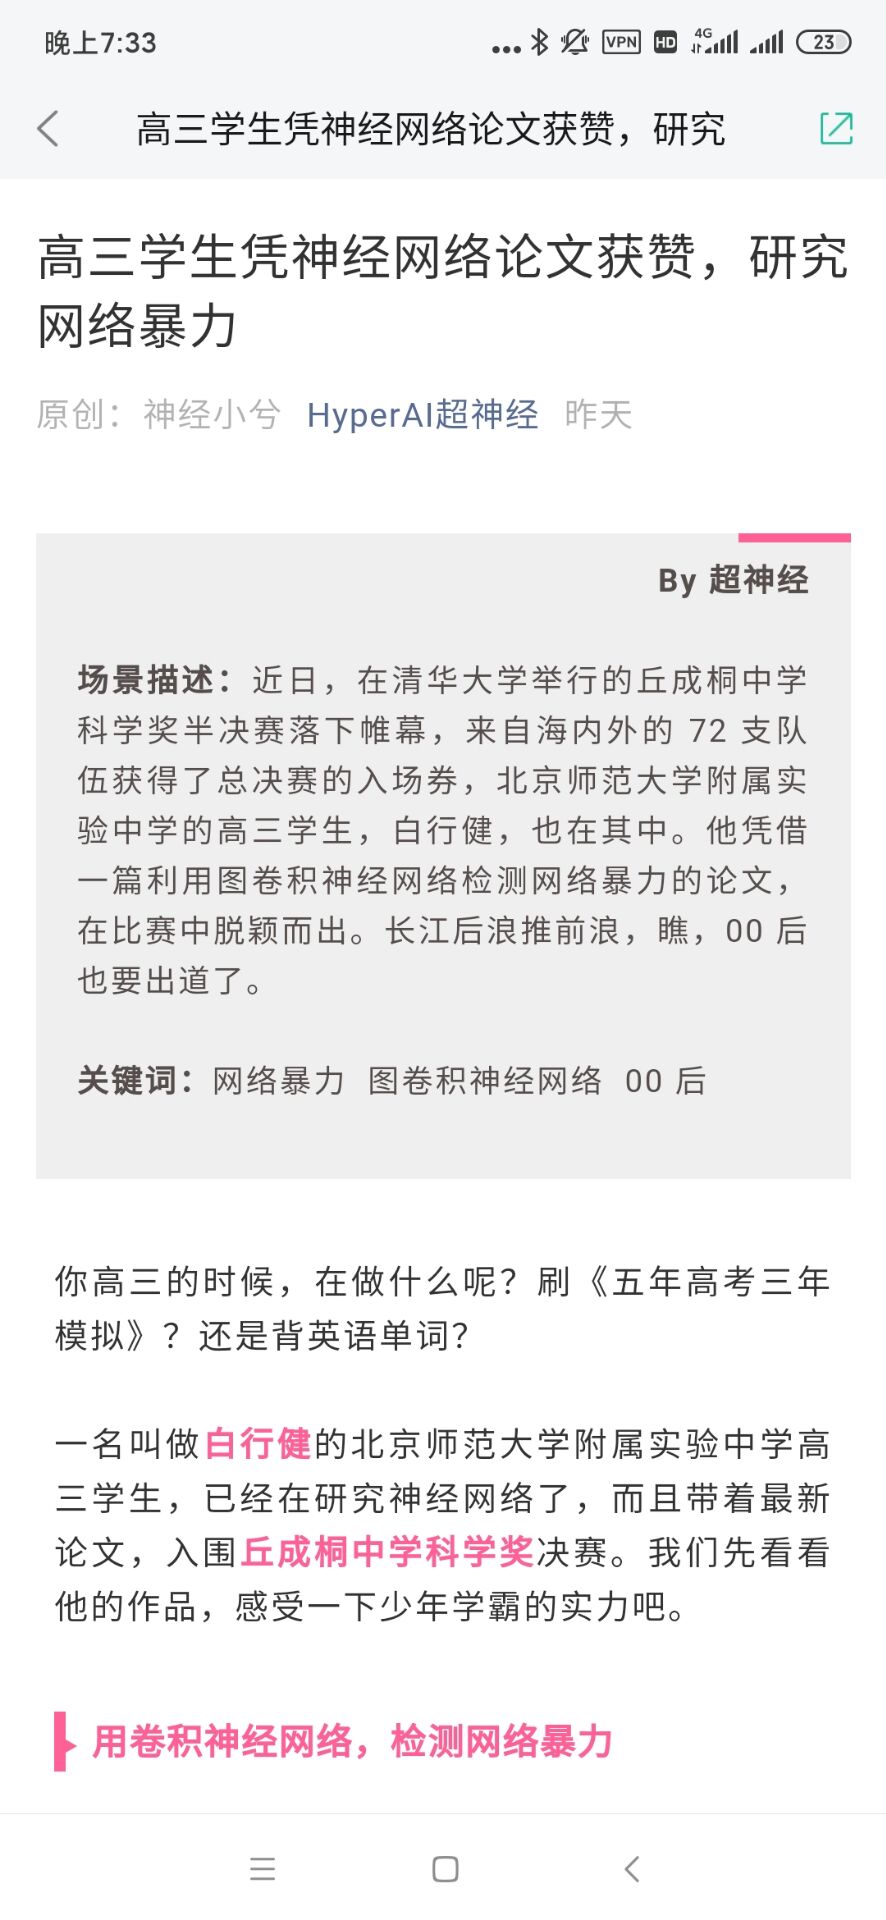 晚上7:33
VPN HD 4G 23
高三学生凭神经网络论文获赞，研究
高三学生凭神经网络论文获赞，研究
网络暴力
原创：神经小兮 HyperAI超神经 昨天
By 超神经
场景描述：近日，在清华大学举行的丘成桐中学
科学奖半决赛落下帷幕，来自海内外的 72 支队
伍获得了总决赛的入场券，北京师范大学附属实
验中学的高三学生，白行健，也在其中。他凭借
一篇利用图卷积神经网络检测网络暴力的论文，
在比赛中脱颖而出。长江后浪推前浪，瞧，00 后
也要出道了。
关键词：网络暴力 图卷积神经网络 00 后
你高三的时候，在做什么呢？刷《五年高考三年
模拟》？还是背英语单词？
一名叫做白行健的北京师范大学附属实验中学高
三学生，已经在研究神经网络了，而且带着最新
论文，入围丘成桐中学科学奖决赛。我们先看看
他的作品，感受一下少年学霸的实力吧。
用卷积神经网络，检测网络暴力